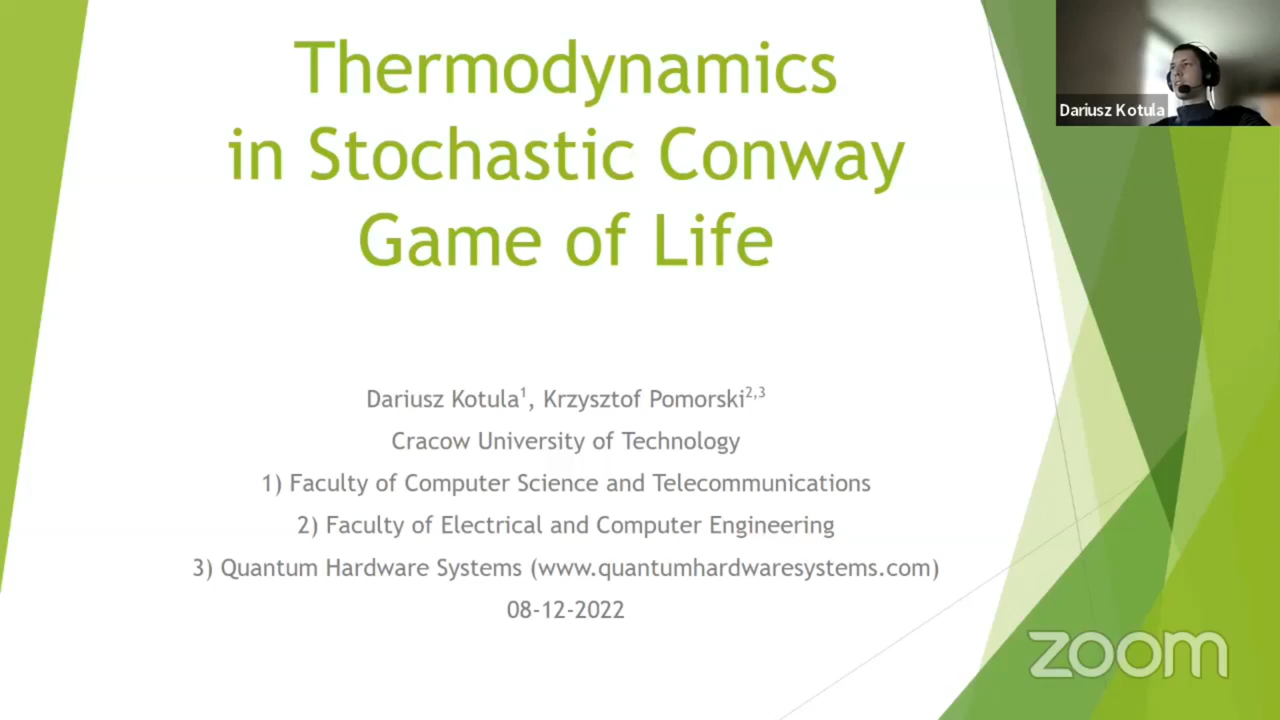 Thermodynamics
in Stochastic Conway
Game of Life
Dariusz Kotula
Dariusz Kotula1, Krzysztof Pomorski2,3
Cracow University of Technology
1) Faculty of Computer Science and Telecommunications
2) Faculty of Electrical and Computer Engineering
3) Quantum Hardware Systems (www.quantumhardwaresystems.com)
08-12-2022
zoom